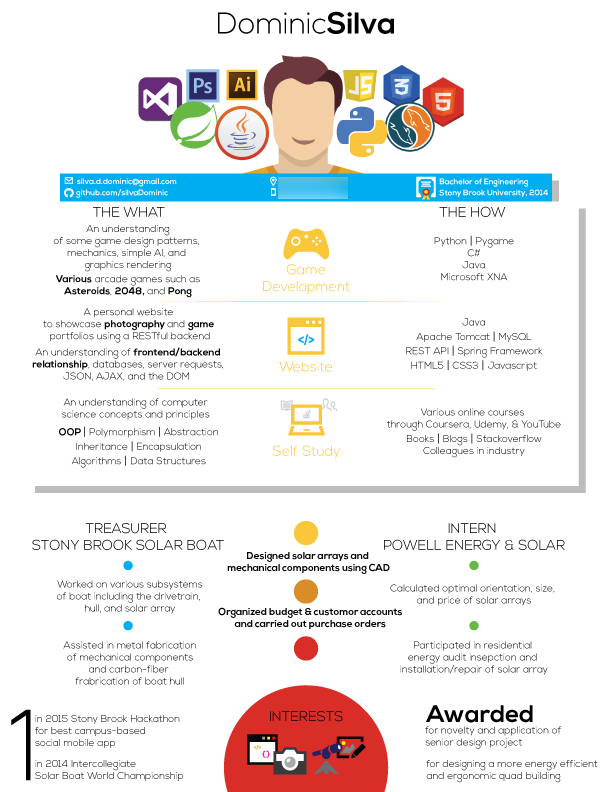 DominicSilva
Ps
Ai
JS
3
5
silva.d.dominic@gmail.com
github.com/silvaDominic
Bachelor of Engineering
Stony Brook University, 2014
THE WHAT
An understanding
of some game design patterns,
mechanics, simple AI, and
graphics rendering
Various arcade games such as
Asteroids, 2048, and Pong
Game
Development
THE HOW
Python | Pygame
C#
Java
Microsoft XNA
A personal website
to showcase photography and game
portfolios using a RESTful backend
An understanding of frontend/backend
relationship, databases, server requests,
JSON, AJAX, and the DOM
</>
Website
Java
Apache Tomcat | MySQL
REST API | Spring Framework
HTML5 | CSS3 | Javascript
An understanding of computer
science concepts and principles
OOP | Polymorphism | Abstraction
Inheritance | Encapsulation
Algorithms | Data Structures
Self Study
Various online courses
through Coursera, Udemy, & YouTube
Books | Blogs | Stackoverflow
Colleagues in industry
TREASURER
STONY BROOK SOLAR BOAT
Worked on various subsystems
of boat including the drivetrain,
hull, and solar array
Assisted in metal fabrication
of mechanical components
and carbon-fiber
frabrication of boat hull
Designed solar arrays and
mechanical components using CAD
Organized budget & customor accounts
and carried out purchase orders
INTERN
POWELL ENERGY & SOLAR
Calculated optimal orientation, size,
and price of solar arrays
Participated in residential
energy audit insepection and
installation/repair of solar array
1
in 2015 Stony Brook Hackathon
for best campus-based
social mobile app
in 2014 Intercollegiate
Solar Boat World Championship
INTERESTS
Awarded
for novelty and application of
senior design project
for designing a more energy efficient
and ergonomic quad building